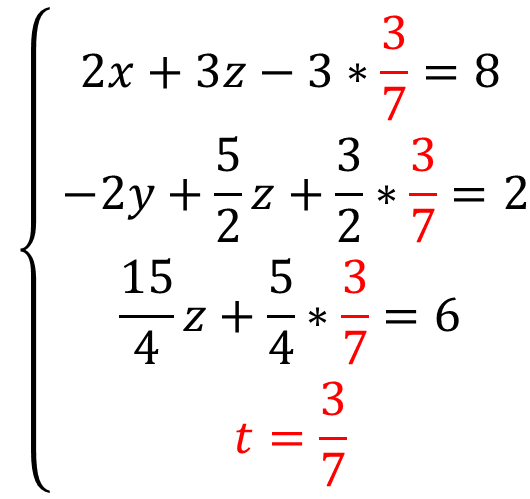 2x + 3z − 3 ∗ 3/7 = 8
−2y + 5/2 z + 3/2 ∗ 3/7 = 2
15/4 z + 5/4 ∗ 3/7 = 6
t = 3/7